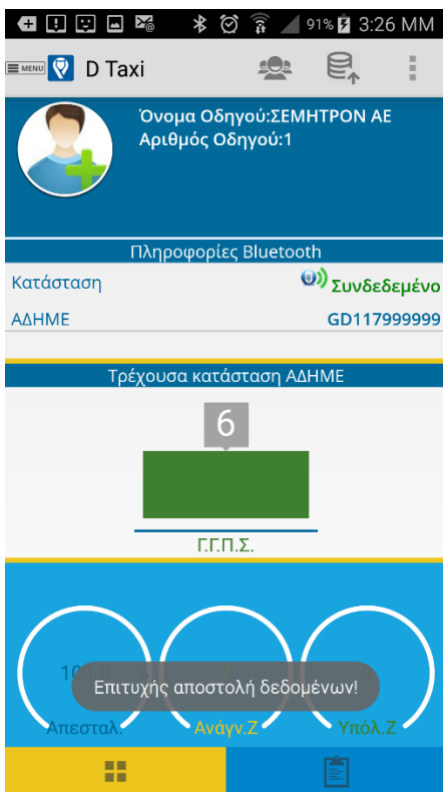 91% 3:26 MM
MENU D Taxi
Όνομα Οδηγού:ΣΕΜΗΤΡΟΝ ΑΕ
Αριθμός Οδηγού:1
Πληροφορίες Bluetooth
Κατάσταση Συνδεδεμένο
ΑΔΗΜΕ GD117999999
Τρέχουσα κατάσταση ΑΔΗΜΕ
6
Γ.Γ.Π.Σ.
Επιτυχής αποστολή δεδομένων!
Απεσταλ. Ανάγν.Ζ Υπόλ.Ζ